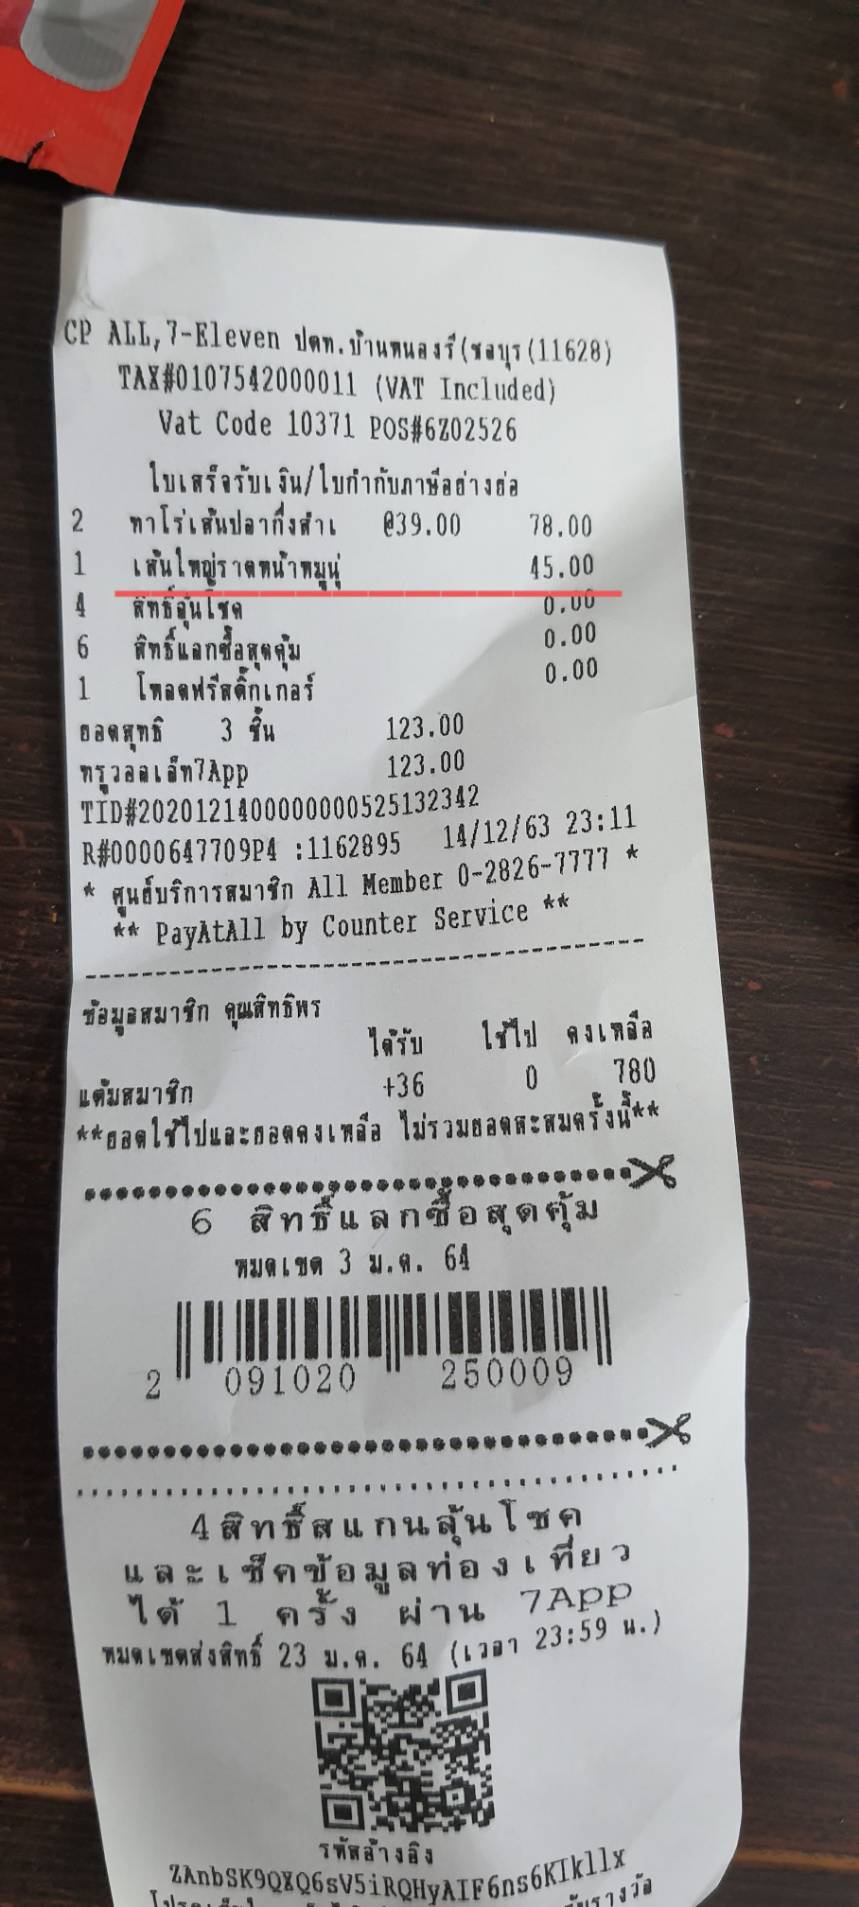 CP ALL,7-Eleven ปตท.บ้านหนองรี(ชลบุร(11628)
TAX#0107542000011 (VAT Included)
Vat Code 10371 POS#6Z02526
ใบเสร็จรับเงิน/ใบกำกับภาษีอย่างย่อ
2 ทาโร่เส้นปลากึ่งสำเ @39.00 78.00
1 เส้นใหญ่ราดหน้าหมูนุ่ 45.00
4 สิทธิ์ลุ้นโชค 0.00
6 สิทธิ์แลกซื้อสุดคุ้ม 0.00
1 โหลดฟรีสติ๊กเกอร์ 0.00
ยอดสุทธิ 3 ชิ้น 123.00
ทรูวอลเล็ท7App 123.00
TID#2020121400000000525132342
R#0000647709P4 :1162895 14/12/63 23:11
* ศูนย์บริการสมาชิก All Member 0-2826-7777 *
** PayAtAll by Counter Service **
ข้อมูลสมาชิก คุณสิทธิพร
ได้รับ ใช้ไป คงเหลือ
แต้มสมาชิก +36 0 780
**ยอดใช้ไปและยอดคงเหลือ ไม่รวมยอดสะสมครั้งนี้**
6 สิทธิ์แลกซื้อสุดคุ้ม
หมดเขต 3 ม.ค. 64
2 091020 250009
4สิทธิ์สแกนลุ้นโชค
และเช็คข้อมูลท่องเที่ยว
ได้ 1 ครั้ง ผ่าน 7App
หมดเขตส่งสิทธิ์ 23 ม.ค. 64 (เวลา 23:59 น.)
รหัสอ้างอิง
ZAnbSK9QXQ6sV5iRQHyAIF6ns6KIkllx